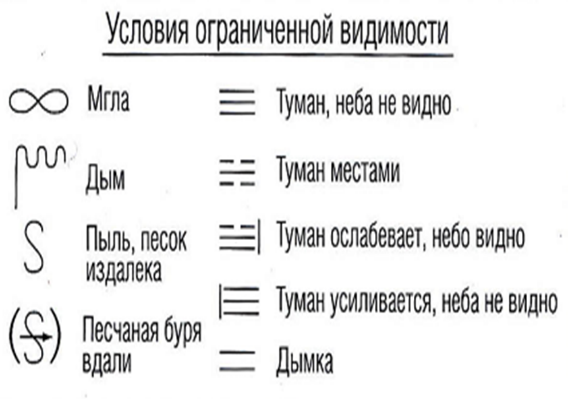 Условия ограниченной видимости
Мгла
Дым
Пыль, песок
издалека
Песчаная буря
вдали
Туман, неба не видно
Туман местами
Туман ослабевает, небо видно
Туман усиливается, неба не видно
Дымка